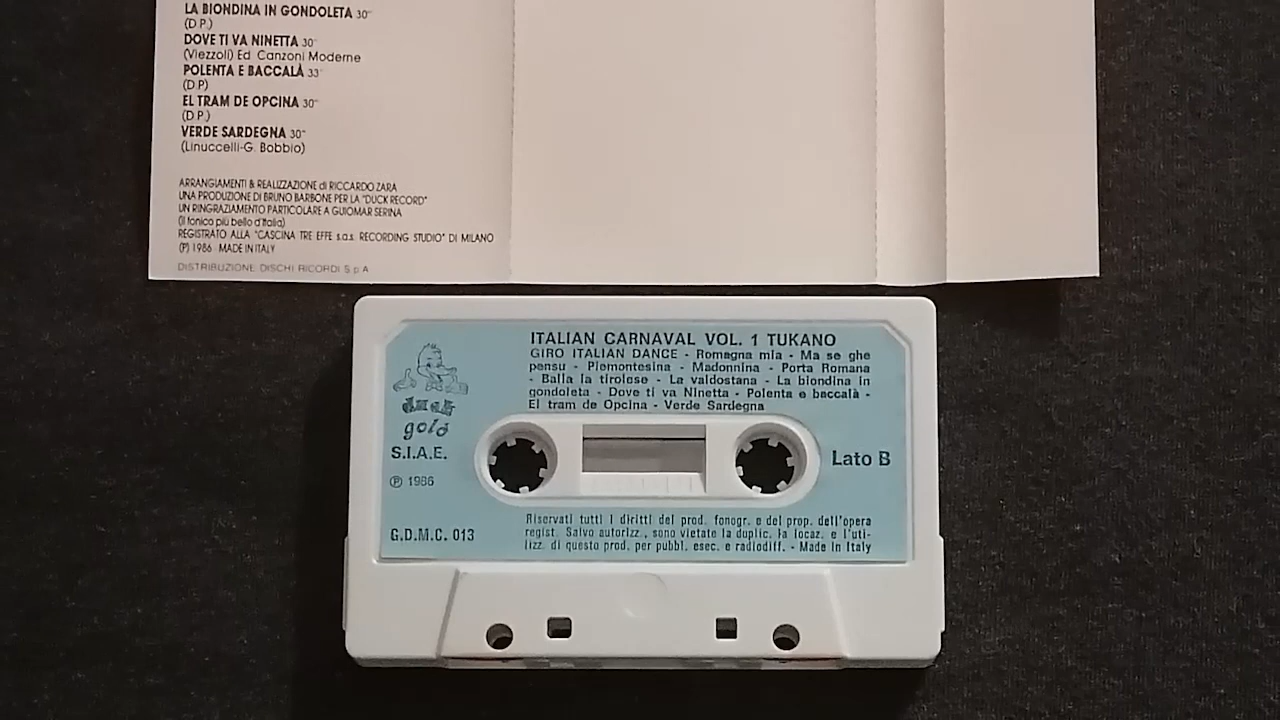 LA BIONDINA IN GONDOLETA 30"
(D.P.)
DOVE TI VA NINETTA 30"
(Viezzoli) Ed. Canzoni Moderne
POLENTA E BACCALÀ 33"
(D.P.)
EL TRAM DE OPCINA 30"
(D.P.)
VERDE SARDEGNA 30"
(Linuccelli-G. Bobbio)
ARRANGIAMENTI & REALIZZAZIONE di RICCARDO ZARA
UNA PRODUZIONE DI BRUNO BARBONE PER LA "DUCK RECORD"
UN RINGRAZIAMENTO PARTICOLARE A GUIOMAR SERINA
(Il fonico più bello d'Italia)
REGISTRATO ALLA "CASCINA TRE EFFE s.a.s. RECORDING STUDIO" DI MILANO
(P) 1986 MADE IN ITALY
DISTRIBUZIONE: DISCHI RICORDI S.p.A.
ITALIAN CARNAVAL VOL. 1 TUKANO
GIRO ITALIAN DANCE - Romagna mia - Ma se ghe
pensu - Piemontesina - Madonnina - Porta Romana
- Balla la tirolese - La valdostana - La biondina in
gondoleta - Dove ti va Ninetta - Polenta e baccalà -
El tram de Opcina - Verde Sardegna
duck
gold
S.I.A.E.
Ⓟ 1986
Lato B
G.D.M.C. 013
Riservati tutti i diritti del prod. fonogr. e del prop. dell'opera
regist. Salvo autorizz., sono vietate la duplic. la locaz. e l'uti-
lizz. di questo prod. per pubbl. esec. e radiodiff. - Made in Italy